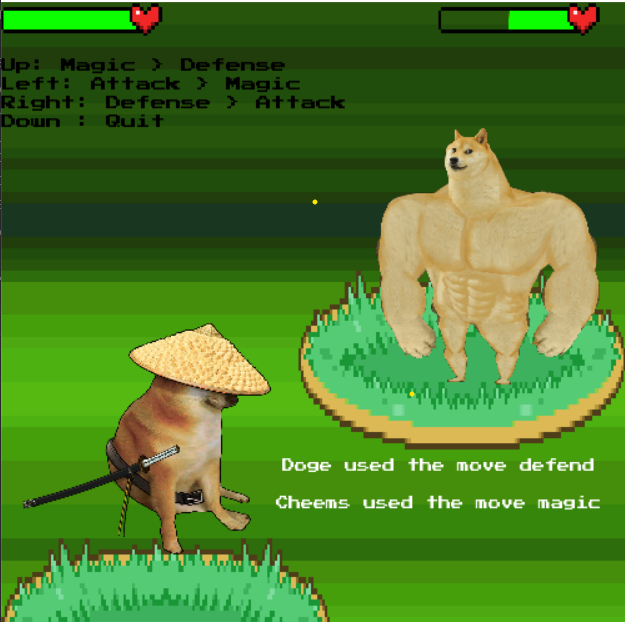 Up: Magic > Defense
Left: Attack > Magic
Right: Defense > Attack
Down : Quit
Doge used the move defend
Cheems used the move magic